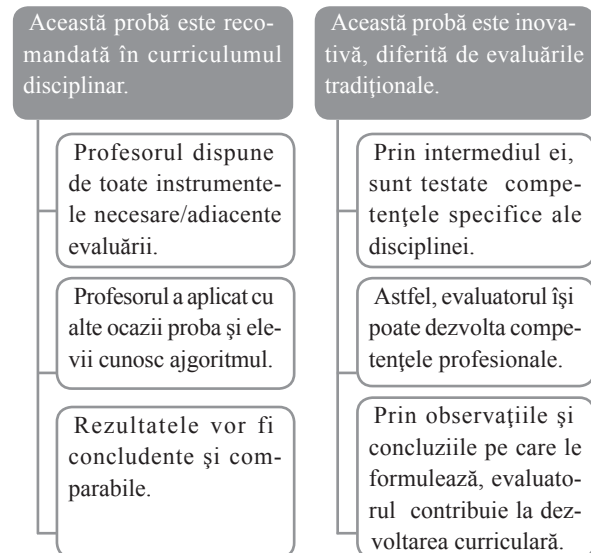 Această probă este reco-
mandată în curriculumul
disciplinar.
Profesorul dispune
de toate instrumente-
le necesare/adiacente
evaluării.
Profesorul a aplicat cu
alte ocazii proba şi ele-
vii cunosc ajgoritmul.
Rezultatele vor fi
concludente şi com-
parabile.
Această probă este inova-
tivă, diferită de evaluările
tradiţionale.
Prin intermediul ei,
sunt testate compe-
tenţele specifice ale
disciplinei.
Astfel, evaluatorul îşi
poate dezvolta compe-
tenţele profesionale.
Prin observaţiile şi
concluziile pe care le
formulează, evaluato-
rul contribuie la dez-
voltarea curriculară.